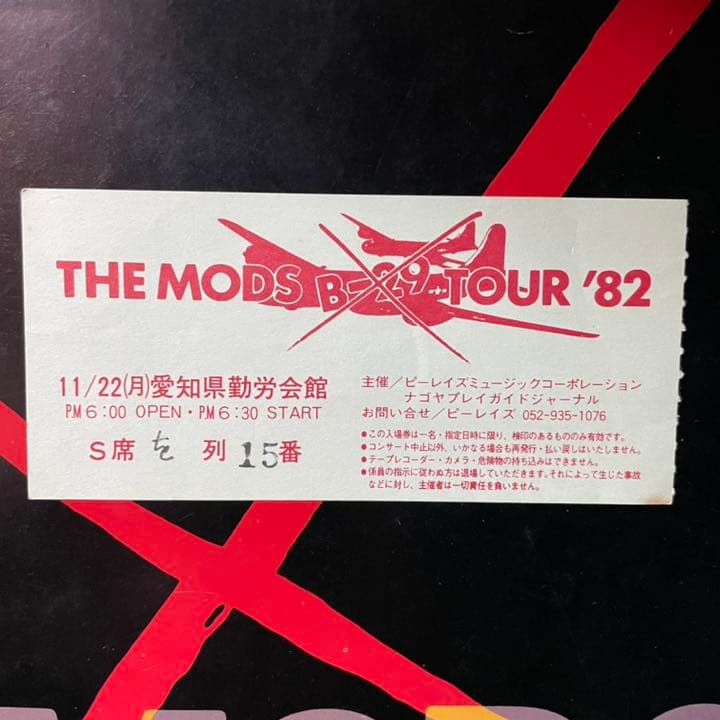 THE MODS B-29 TOUR '82
11/22(月)愛知県勤労会館
P.M 6:00 OPEN・P.M 6:30 START
S席 を 列 15番
主催/ビーレイズミュージックコーポレーション
ナゴヤプレイガイドジャーナル
お問い合せ/ビーレイズ 052-935-1076
●この入場券は一名・指定日時に限り、検印のあるもののみ有効です。
●コンサート中止以外、いかなる場合も再発行・払い戻しはいたしません。
●テープレコーダー・カメラ・危険物の持ち込みはできません。
●係員の指示に従わぬ方は退場していただきます。それによって生じた事故
などに対し、主催者は一切責任を負いません。